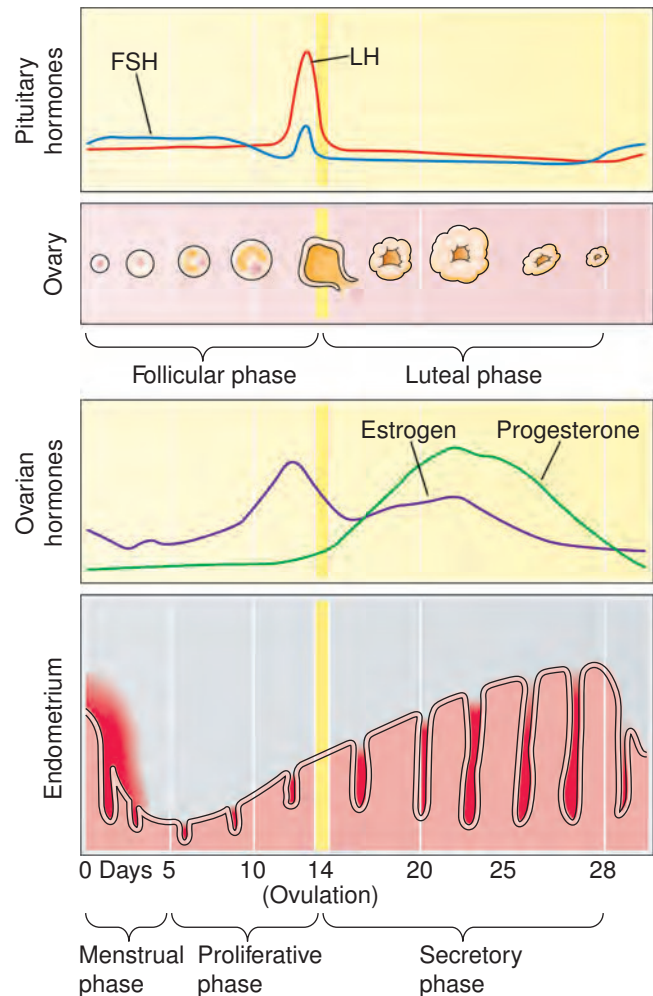 Pituitary
hormones
FSH
LH
Ovary
Follicular phase
Luteal phase
Ovarian
hormones
Estrogen
Progesterone
Endometrium
0 Days 5 10 14 20 25 28
(Ovulation)
Menstrual
phase
Proliferative
phase
Secretory
phase